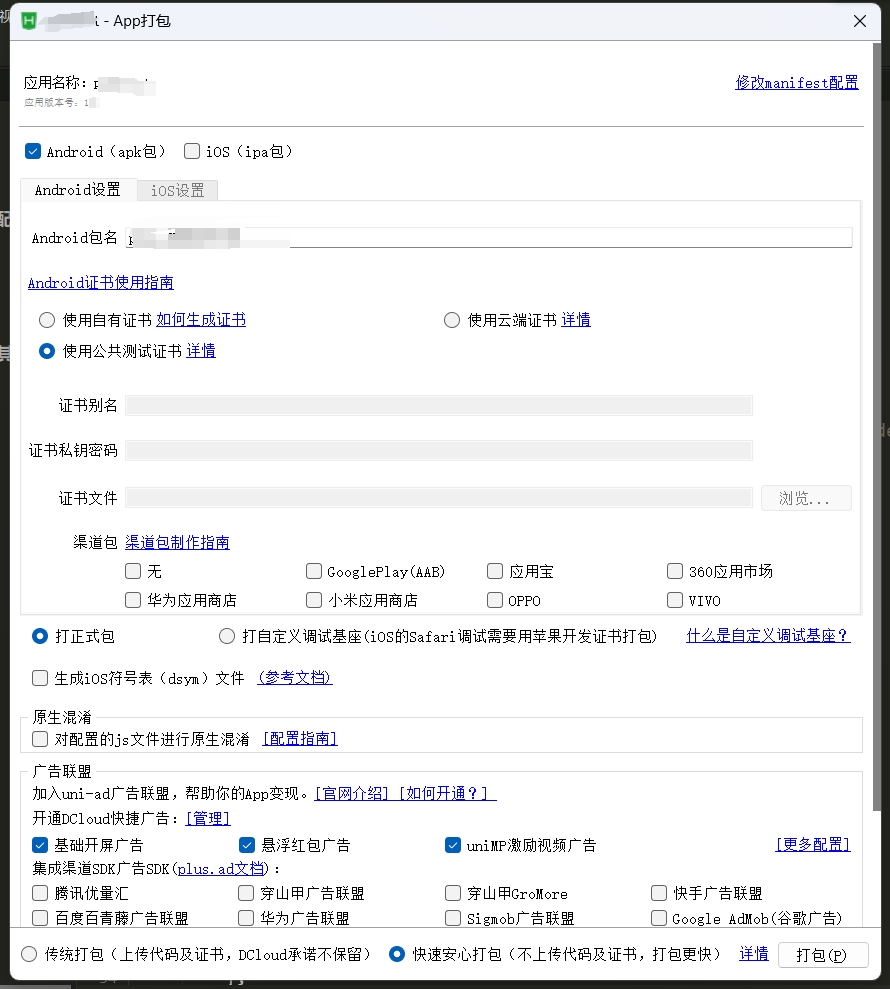 - App打包
应用名称：
修改manifest配置
应用版本号：1
Android（apk包） iOS（ipa包）
Android设置 iOS设置
Android包名
Android证书使用指南
使用自有证书 如何生成证书 使用云端证书 详情
使用公共测试证书 详情
证书别名
证书私钥密码
证书文件 浏览...
渠道包 渠道包制作指南
无 GooglePlay(AAB) 应用宝 360应用市场
华为应用商店 小米应用商店 OPPO VIVO
打正式包 打自定义调试基座(iOS的Safari调试需要用苹果开发证书打包) 什么是自定义调试基座？
生成iOS符号表（dsym）文件 (参考文档)
原生混淆
对配置的js文件进行原生混淆 [配置指南]
广告联盟
加入uni-ad广告联盟，帮助你的App变现。[官网介绍] [如何开通？]
开通DCloud快捷广告：[管理]
基础开屏广告 悬浮红包广告 uniMP激励视频广告 [更多配置]
集成渠道SDK广告SDK(plus.ad文档)：
腾讯优量汇 穿山甲广告联盟 穿山甲GroMore 快手广告联盟
百度百青藤广告联盟 华为广告联盟 Sigmob广告联盟 Google AdMob(谷歌广告)
传统打包（上传代码及证书，DCloud承诺不保留） 快速安心打包（不上传代码及证书，打包更快） 详情 打包(P)